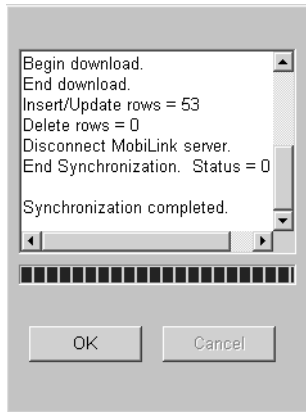 Begin download.
End download.
Insert/Update rows = 53
Delete rows = 0
Disconnect MobiLink server.
End Synchronization.  Status = 0
Synchronization completed.
OK
Cancel